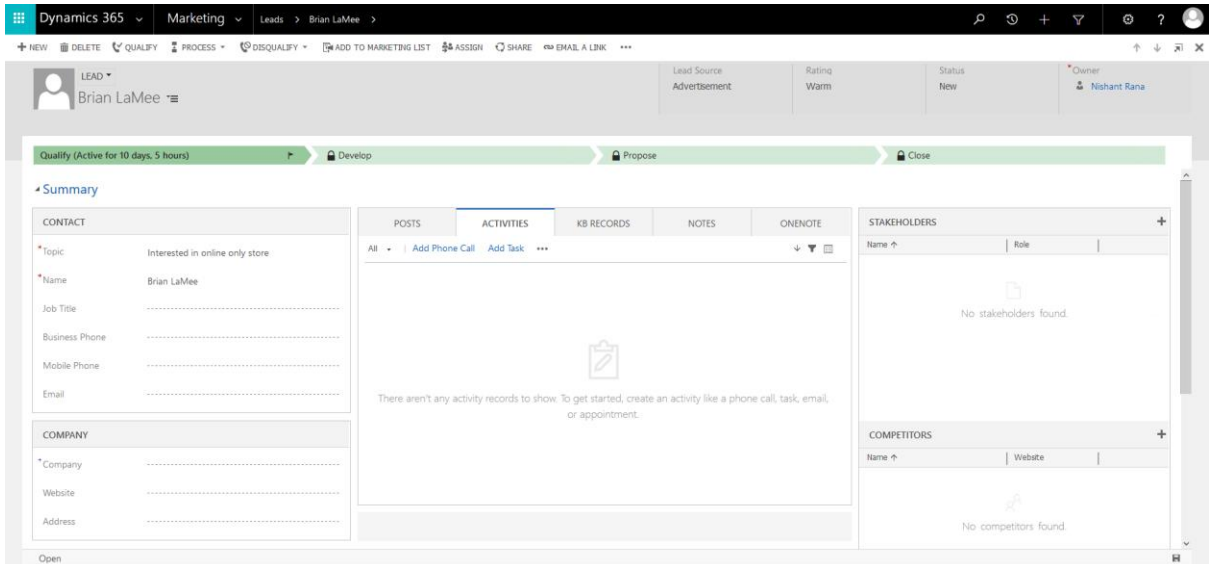 Dynamics 365 Marketing Leads > Brian LaMee > ?
NEW DELETE QUALIFY PROCESS DISQUALIFY ADD TO MARKETING LIST ASSIGN SHARE EMAIL A LINK •••
LEAD
Brian LaMee
Lead Source
Advertisement
Rating
Warm
Status
New
*Owner
Nishant Rana
Qualify (Active for 10 days, 5 hours) Develop Propose Close
Summary
CONTACT
*Topic Interested in online only store
*Name Brian LaMee
Job Title
Business Phone
Mobile Phone
Email
COMPANY
*Company
Website
Address
POSTS ACTIVITIES KB RECORDS NOTES ONENOTE
All Add Phone Call Add Task •••
There aren't any activity records to show. To get started, create an activity like a phone call, task, email,
or appointment.
STAKEHOLDERS +
Name ↑ Role
No stakeholders found.
COMPETITORS +
Name ↑ Website
No competitors found.
Open